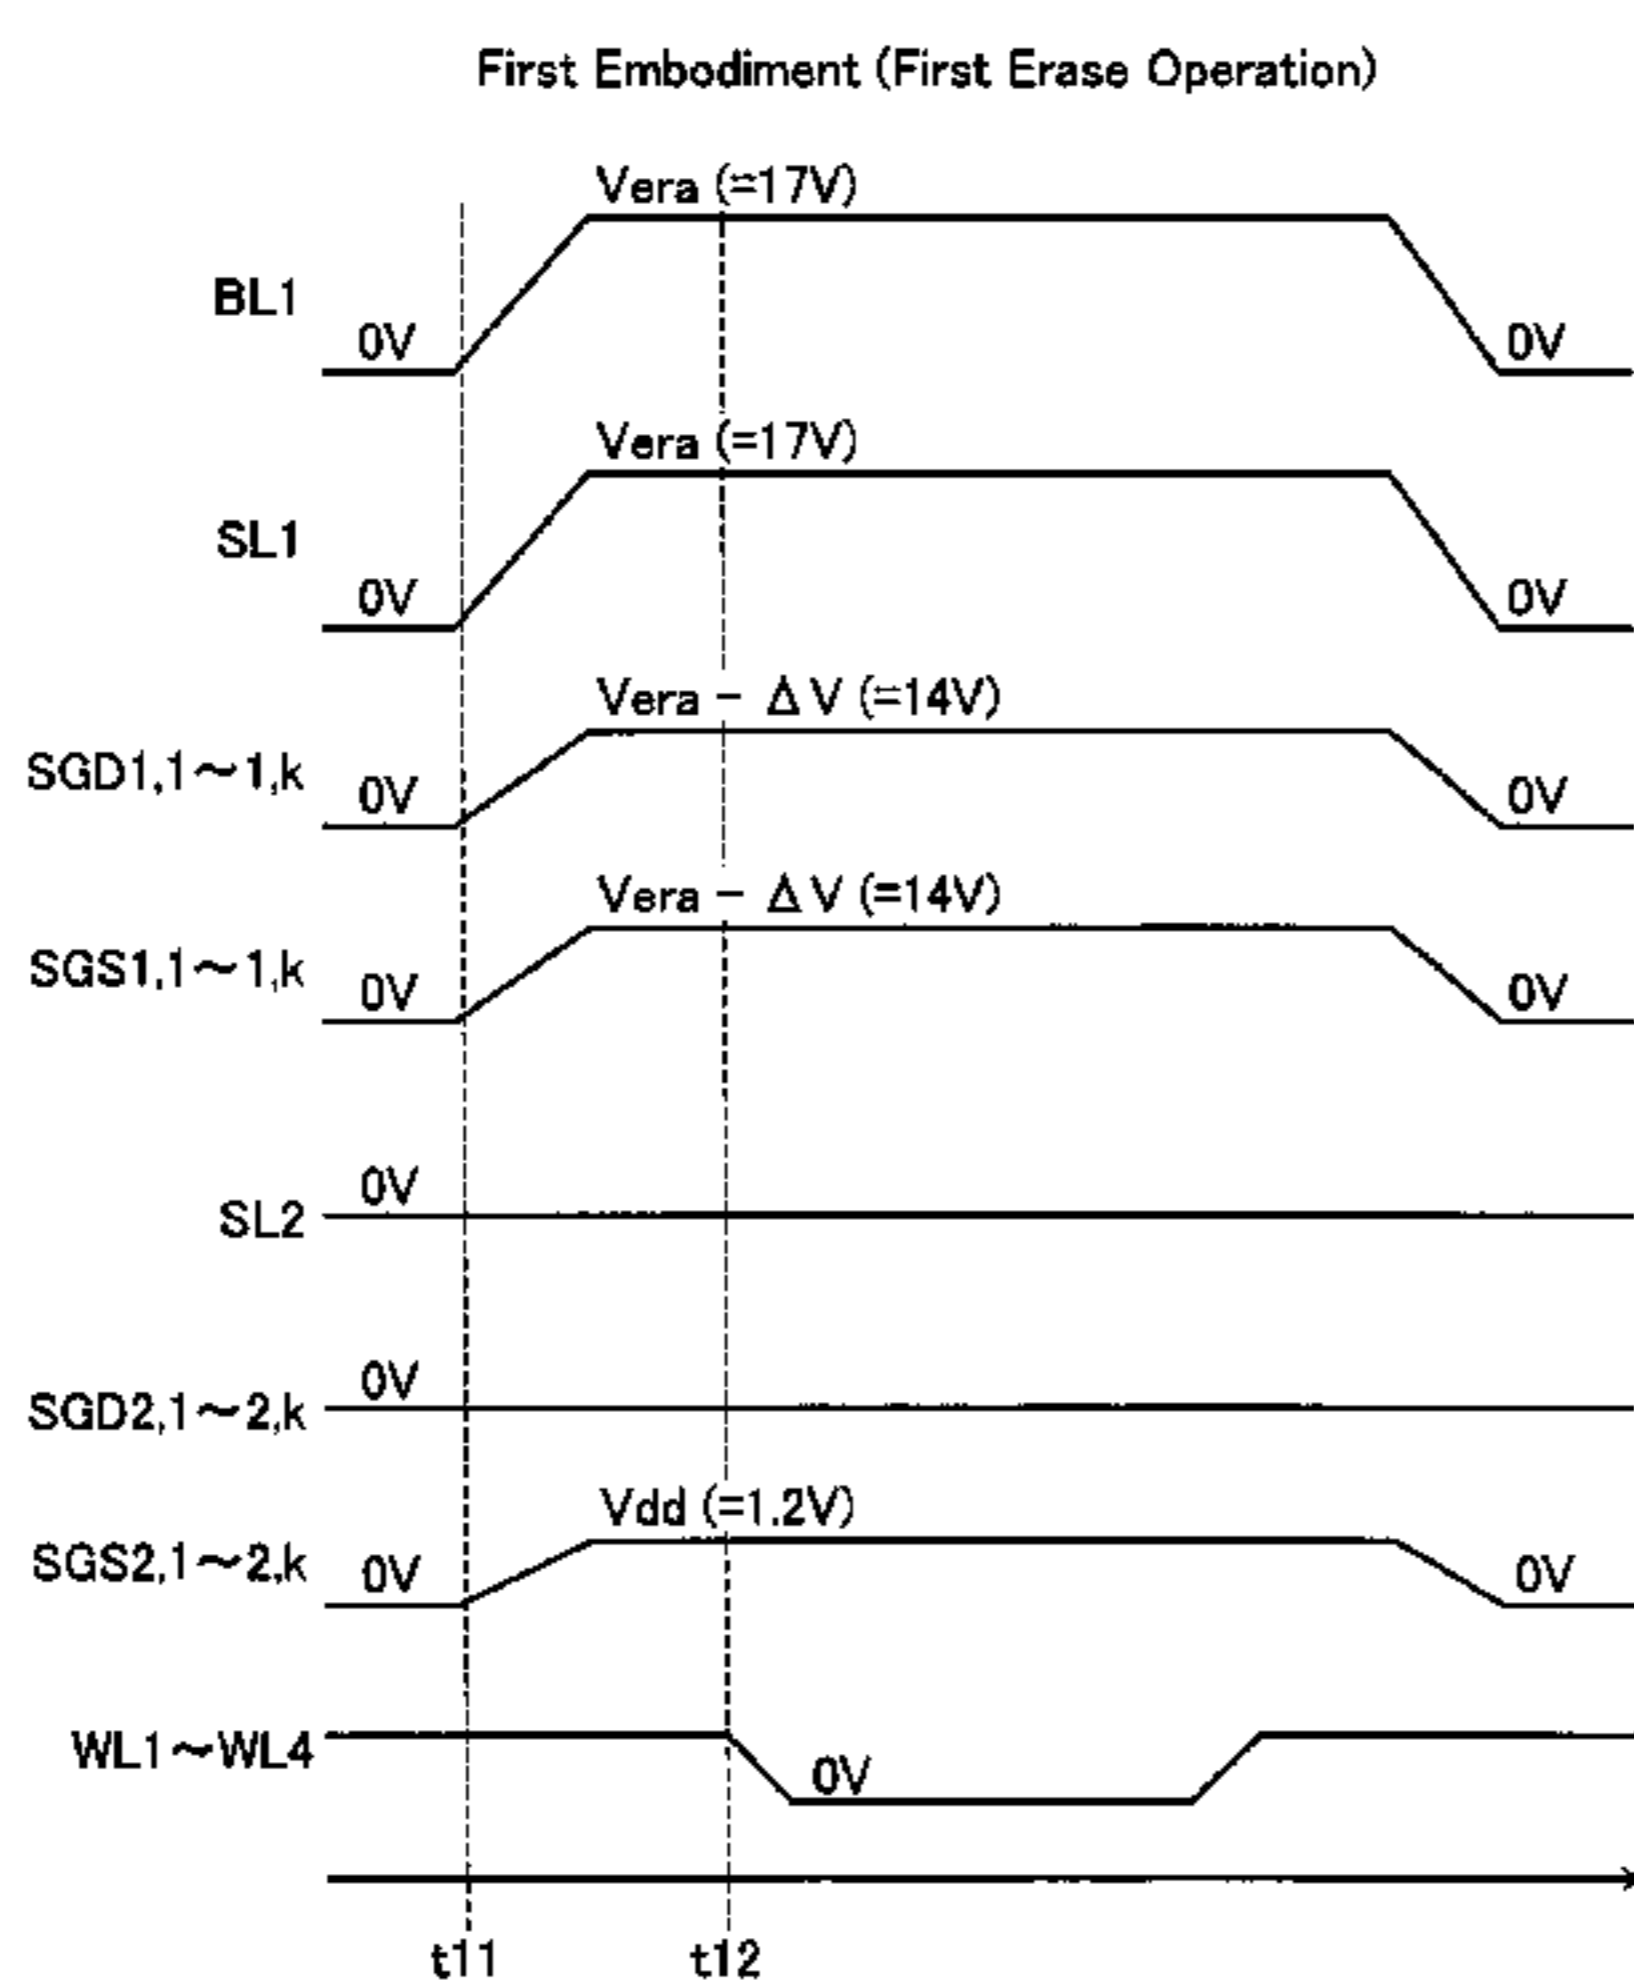 First Embodiment (First Erase Operation)
Vera (=17V)
BL1
0V
0V
Vera (=17V)
SL1
0V
0V
Vera − ΔV (=14V)
SGD1,1～1,k
0V
0V
Vera − ΔV (=14V)
SGS1,1～1,k
0V
0V
0V
SL2
0V
SGD2,1～2,k
Vdd (=1.2V)
SGS2,1～2,k
0V
0V
WL1～WL4
0V
t11
t12